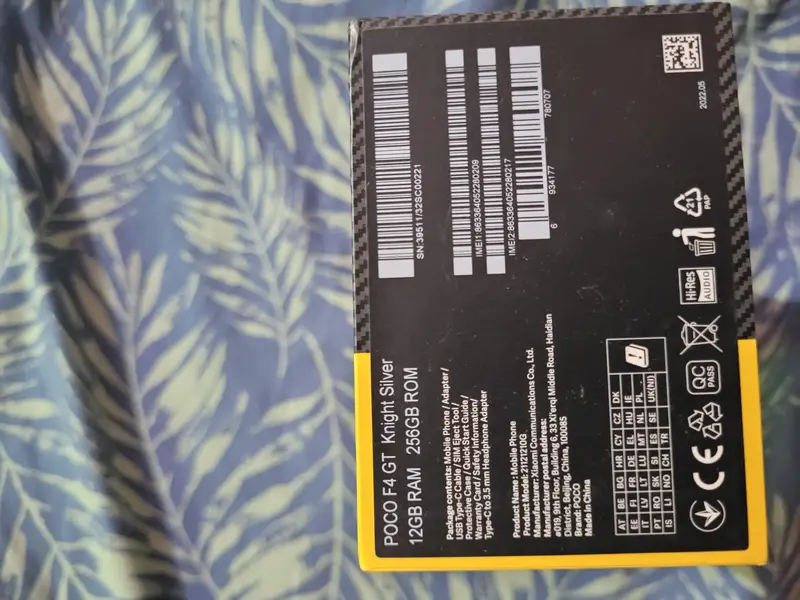 POCO F4 GT Knight Silver
12GB RAM 256GB ROM
Package contents: Mobile Phone / Adapter /
USB Type-C Cable / SIM Eject Tool /
Protective Case / Quick Start Guide /
Warranty Card / Safety Information /
Type-C to 3.5 mm Headphone Adapter
Product Name: Mobile Phone
Product Model: 21121210G
Manufacturer: Xiaomi Communications Co., Ltd.
Manufacturer postal address:
#019, 9th Floor, Building 6, 33 Xi'erqi Middle Road, Haidian
District, Beijing, China, 100085
Brand: POCO
Made in China
AT BE BG HR CY CZ DK
EE FI FR DE EL HU IE
IT LV LT LU MT NL PL
PT RO SK SI ES SE UK(NI)
IS LI NO CH TR
CE
QC
PASS
Hi-Res
AUDIO
21
PAP
SN:39511/32SC00221
IMEI1:863364052280209
IMEI2:863364052280217
6 934177 780707
2022.05